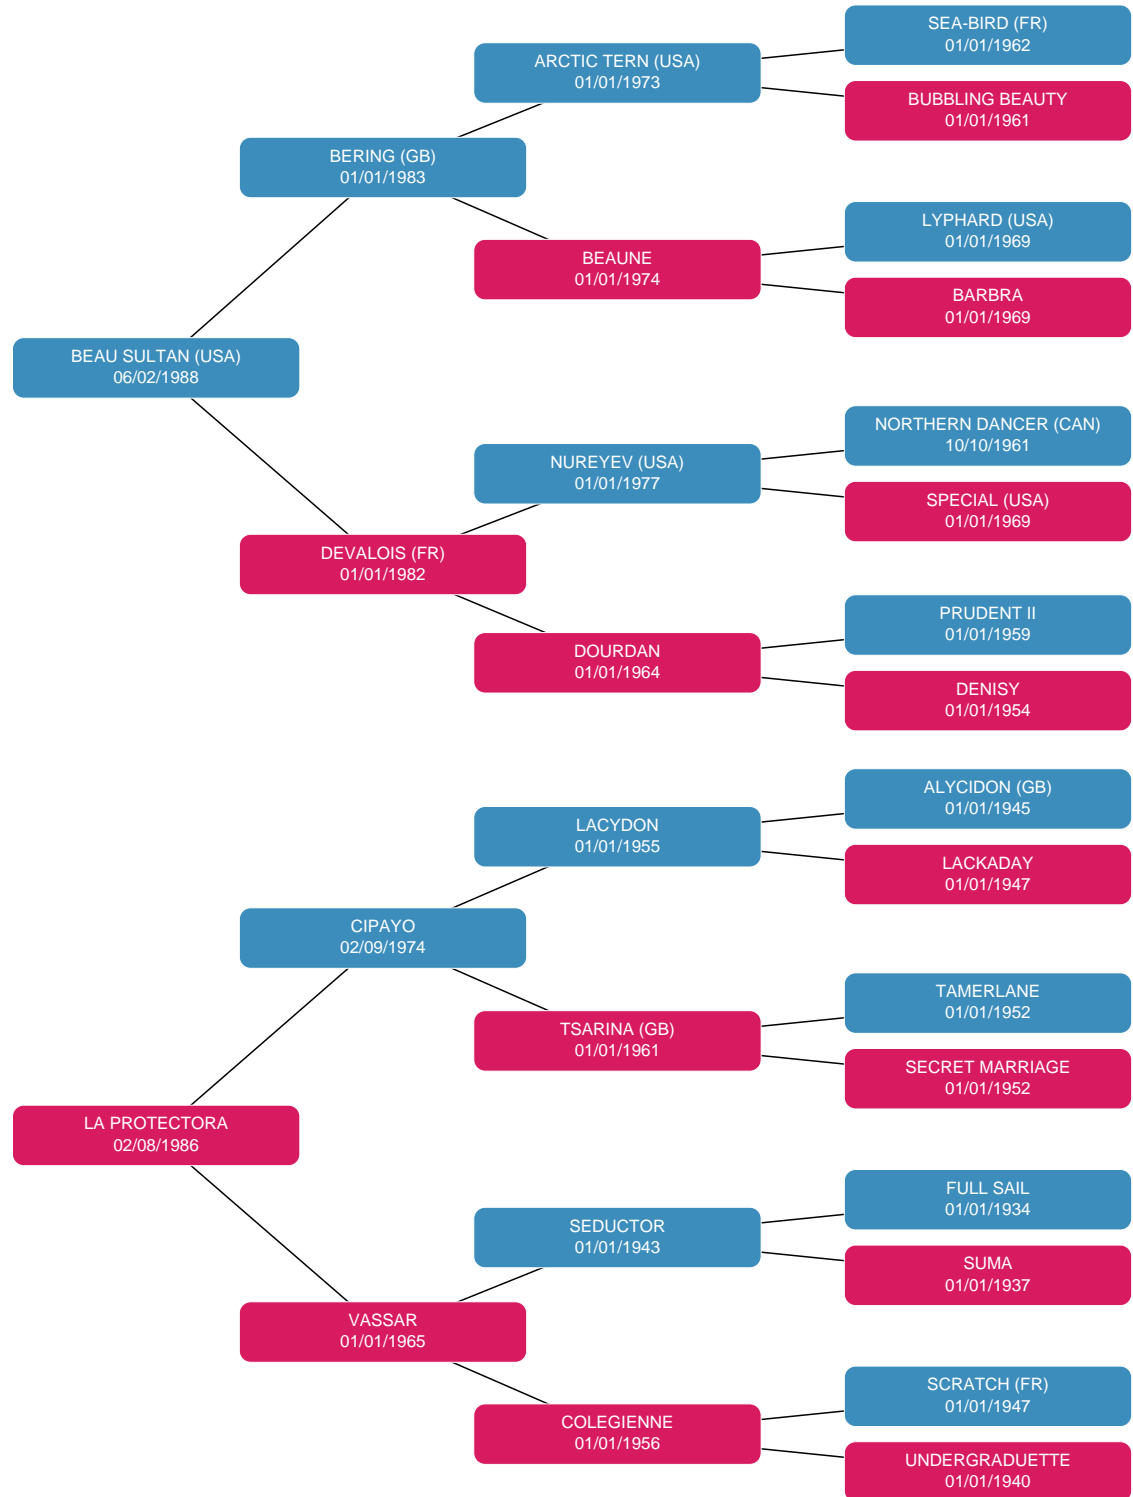 SEA-BIRD (FR)
01/01/1962
ARCTIC TERN (USA)
01/01/1973
BUBBLING BEAUTY
01/01/1961
BERING (GB)
01/01/1983
LYPHARD (USA)
01/01/1969
BEAUNE
01/01/1974
BARBRA
01/01/1969
BEAU SULTAN (USA)
06/02/1988
NORTHERN DANCER (CAN)
10/10/1961
NUREYEV (USA)
01/01/1977
SPECIAL (USA)
01/01/1969
DEVALOIS (FR)
01/01/1982
PRUDENT II
01/01/1959
DOURDAN
01/01/1964
DENISY
01/01/1954
ALYCIDON (GB)
01/01/1945
LACYDON
01/01/1955
LACKADAY
01/01/1947
CIPAYO
02/09/1974
TAMERLANE
01/01/1952
TSARINA (GB)
01/01/1961
SECRET MARRIAGE
01/01/1952
LA PROTECTORA
02/08/1986
FULL SAIL
01/01/1934
SEDUCTOR
01/01/1943
SUMA
01/01/1937
VASSAR
01/01/1965
SCRATCH (FR)
01/01/1947
COLEGIENNE
01/01/1956
UNDERGRADUETTE
01/01/1940